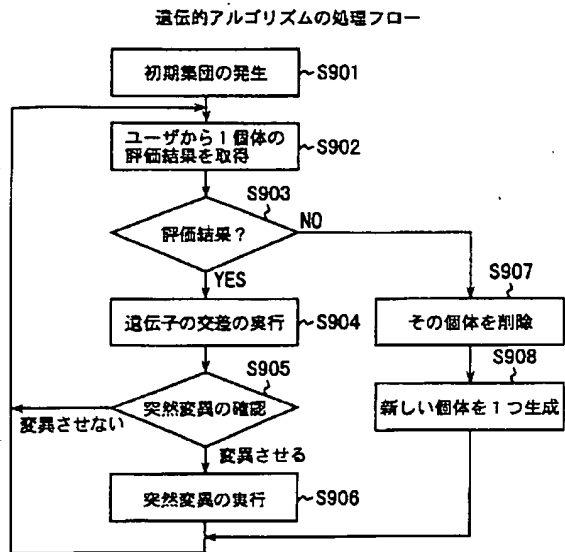 遺伝的アルゴリズムの処理フロー
初期集団の発生
S901
ユーザから1個体の
評価結果を取得
S902
S903
評価結果？
NO
YES
遺伝子の交差の実行
S904
S905
突然変異の確認
変異させない
変異させる
突然変異の実行
S906
S907
その個体を削除
S908
新しい個体を1つ生成